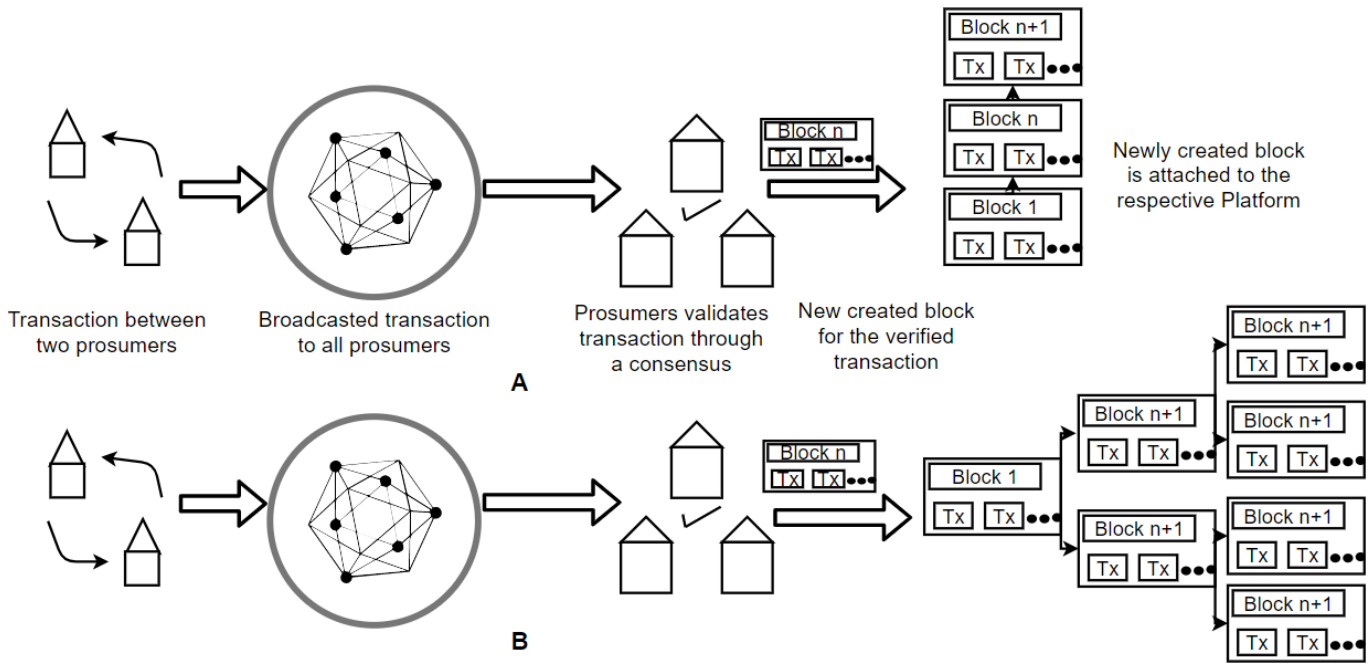 Block n+1
Tx Tx
Block n
Tx Tx
Block n
Tx Tx
Block 1
Tx Tx
Newly created block
is attached to the
respective Platform
Transaction between
two prosumers
Broadcasted transaction
to all prosumers
Prosumers validates
transaction through
a consensus
New created block
for the verified
transaction
A
Block n+1
Tx Tx
Block n+1
Tx Tx
Block n+1
Tx Tx
Block n
Tx Tx
Block 1
Tx Tx
Block n+1
Tx Tx
Block n+1
Tx Tx
Block n+1
Tx Tx
B